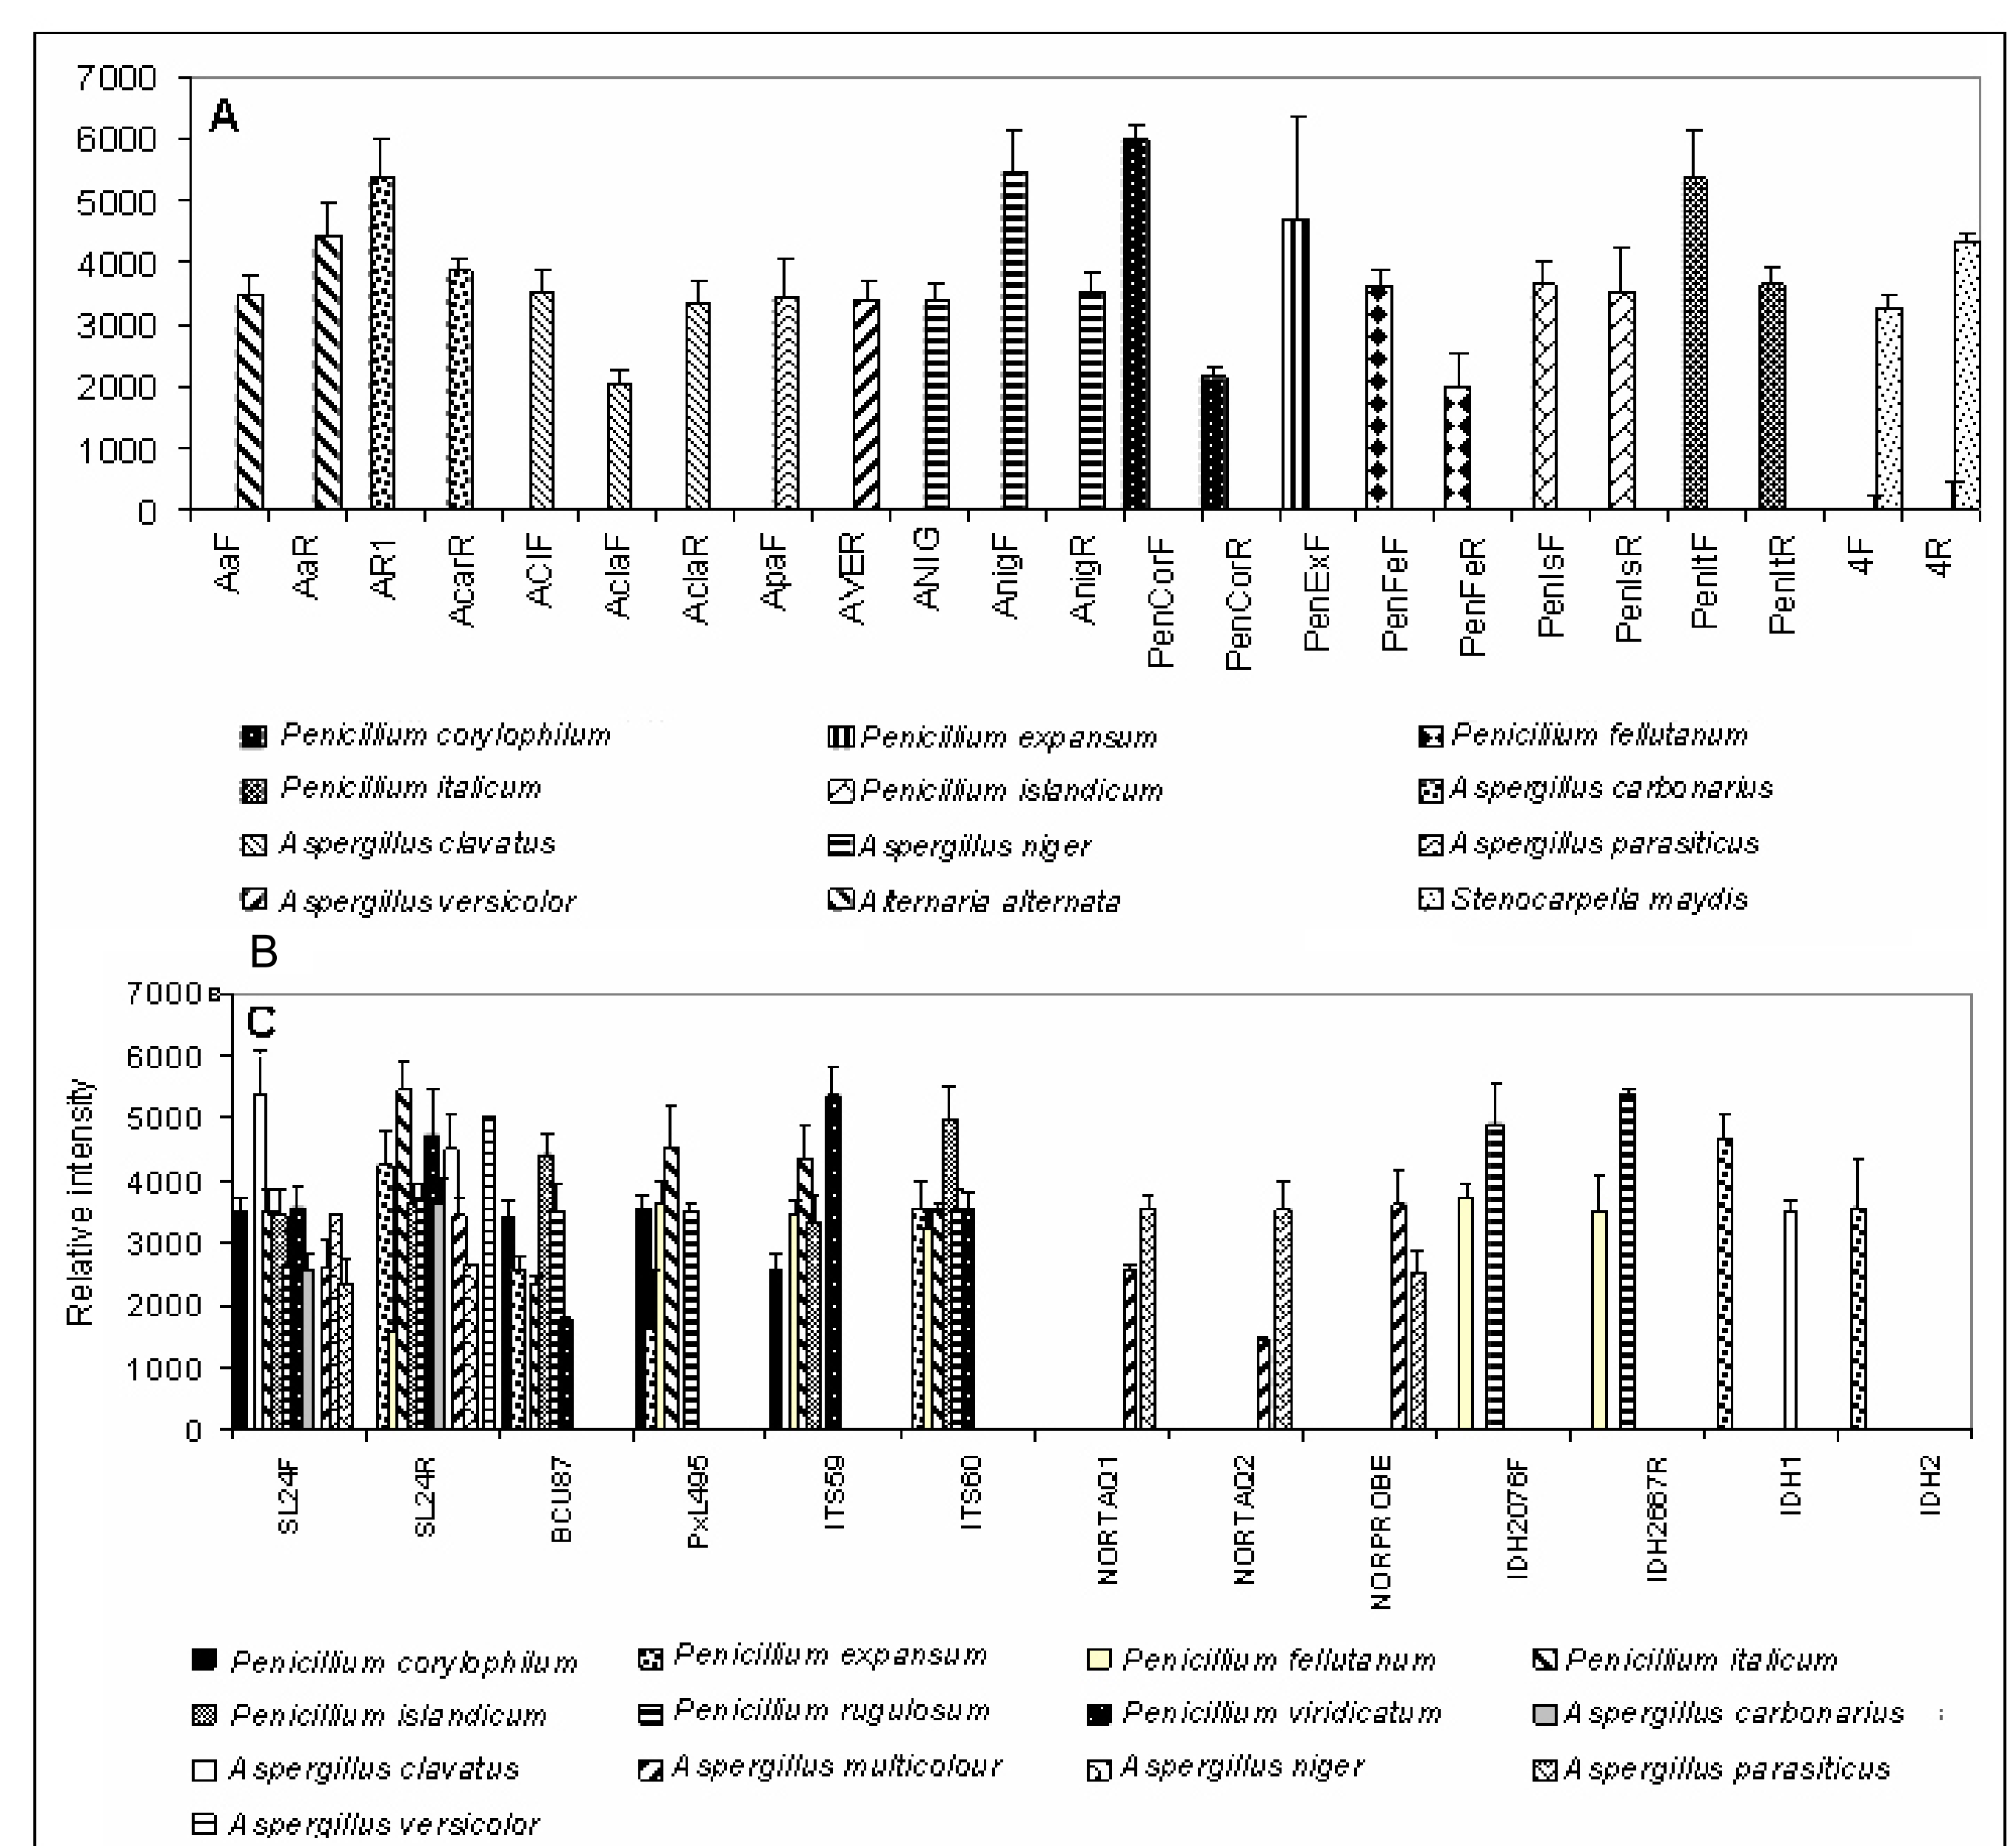 7000
A
6000
5000
4000
3000
2000
1000
0
AaF AaR AR1 AcarR AClF AclaF AclaR ApaF AVER ANIG AnigF AnigR PenCorF PenCorR PenExF PenFeF PenFeR PenIsF PenIsR PenItF PenItR 4F 4R
Penicillium corylophilum Penicillium expansum Penicillium fellutanum
Penicillium italicum Penicillium islandicum Aspergillus carbonarius
Aspergillus clavatus Aspergillus niger Aspergillus parasiticus
Aspergillus versicolor Alternaria alternata Stenocarpella maydis
B
7000
C
6000
5000
4000
3000
2000
1000
0
Relative intensity
SL24F SL24R BCU87 PxL495 ITS59 ITS60 NORTAQ1 NORTAQ2 NORPROBE IDH2076F IDH2667R IDH1 IDH2
Penicillium corylophilum Penicillium expansum Penicillium fellutanum Penicillium italicum
Penicillium islandicum Penicillium rugulosum Penicillium viridicatum Aspergillus carbonarius
Aspergillus clavatus Aspergillus multicolour Aspergillus niger Aspergillus parasiticus
Aspergillus versicolor